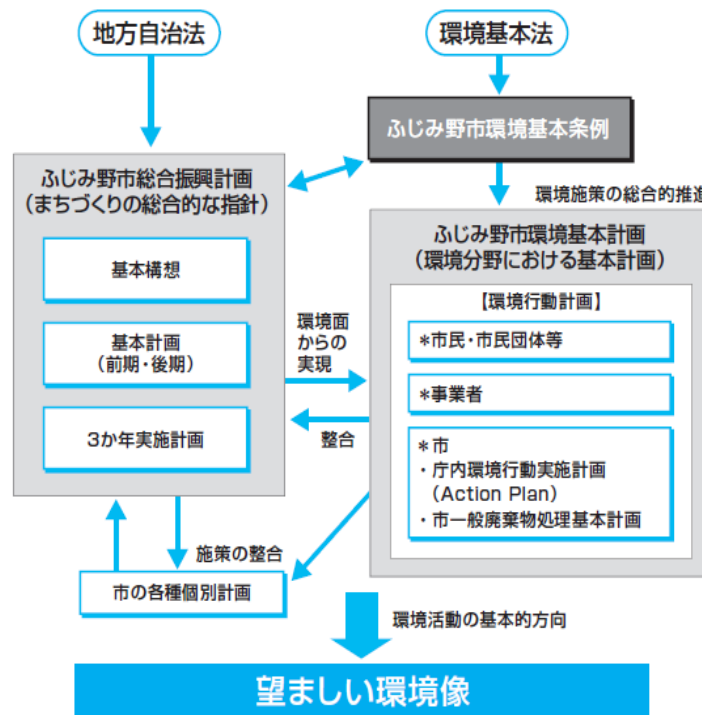 地方自治法
環境基本法
ふじみ野市環境基本条例
ふじみ野市総合振興計画
(まちづくりの総合的な指針)
基本構想
基本計画
(前期・後期)
3か年実施計画
環境施策の総合的推進
ふじみ野市環境基本計画
(環境分野における基本計画)
【環境行動計画】
*市民・市民団体等
*事業者
*市
・庁内環境行動実施計画
(Action Plan)
・市一般廃棄物処理基本計画
環境面
からの
実現
整合
施策の整合
市の各種個別計画
環境活動の基本的方向
望ましい環境像